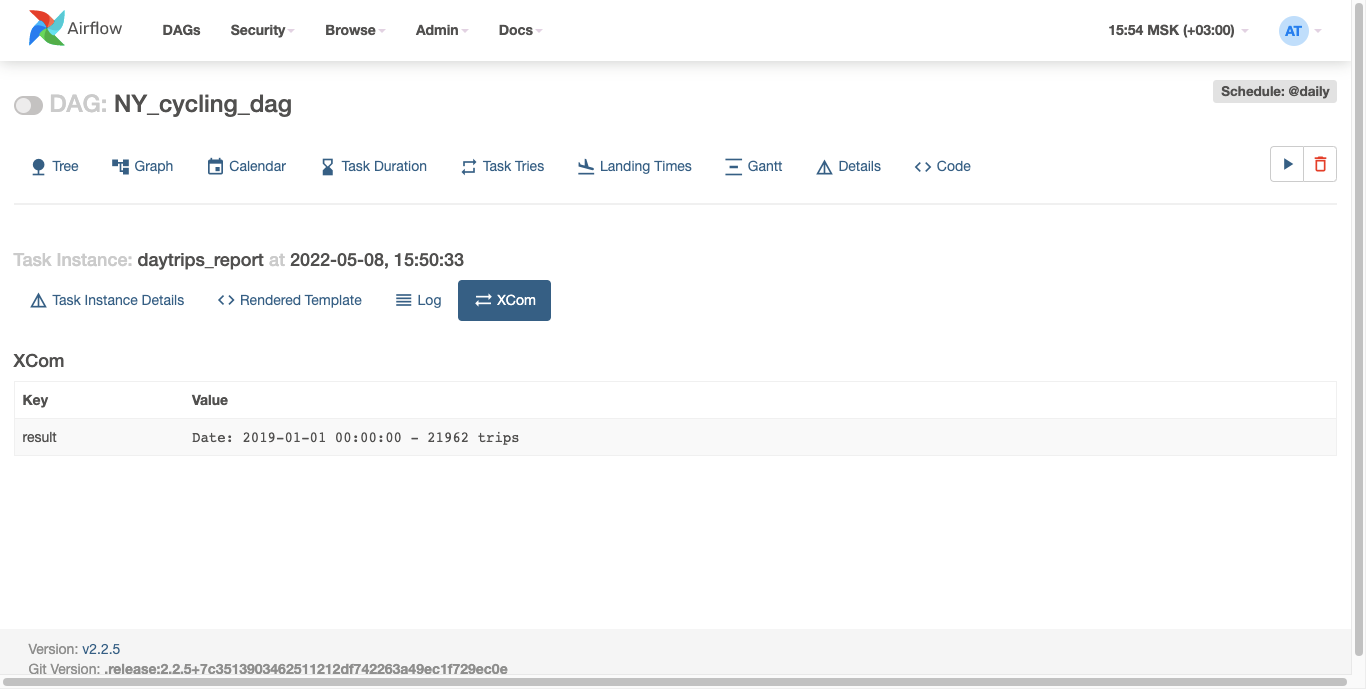 Airflow DAGs Security Browse Admin Docs 15:54 MSK (+03:00) AT
DAG: NY_cycling_dag Schedule: @daily
Tree Graph Calendar Task Duration Task Tries Landing Times Gantt Details Code
Task Instance: daytrips_report at 2022-05-08, 15:50:33
Task Instance Details Rendered Template Log XCom
XCom
Key Value
result Date: 2019-01-01 00:00:00 - 21962 trips
Version: v2.2.5
Git Version: .release:2.2.5+7c3513903462511212df742263a49ec1f729ec0e